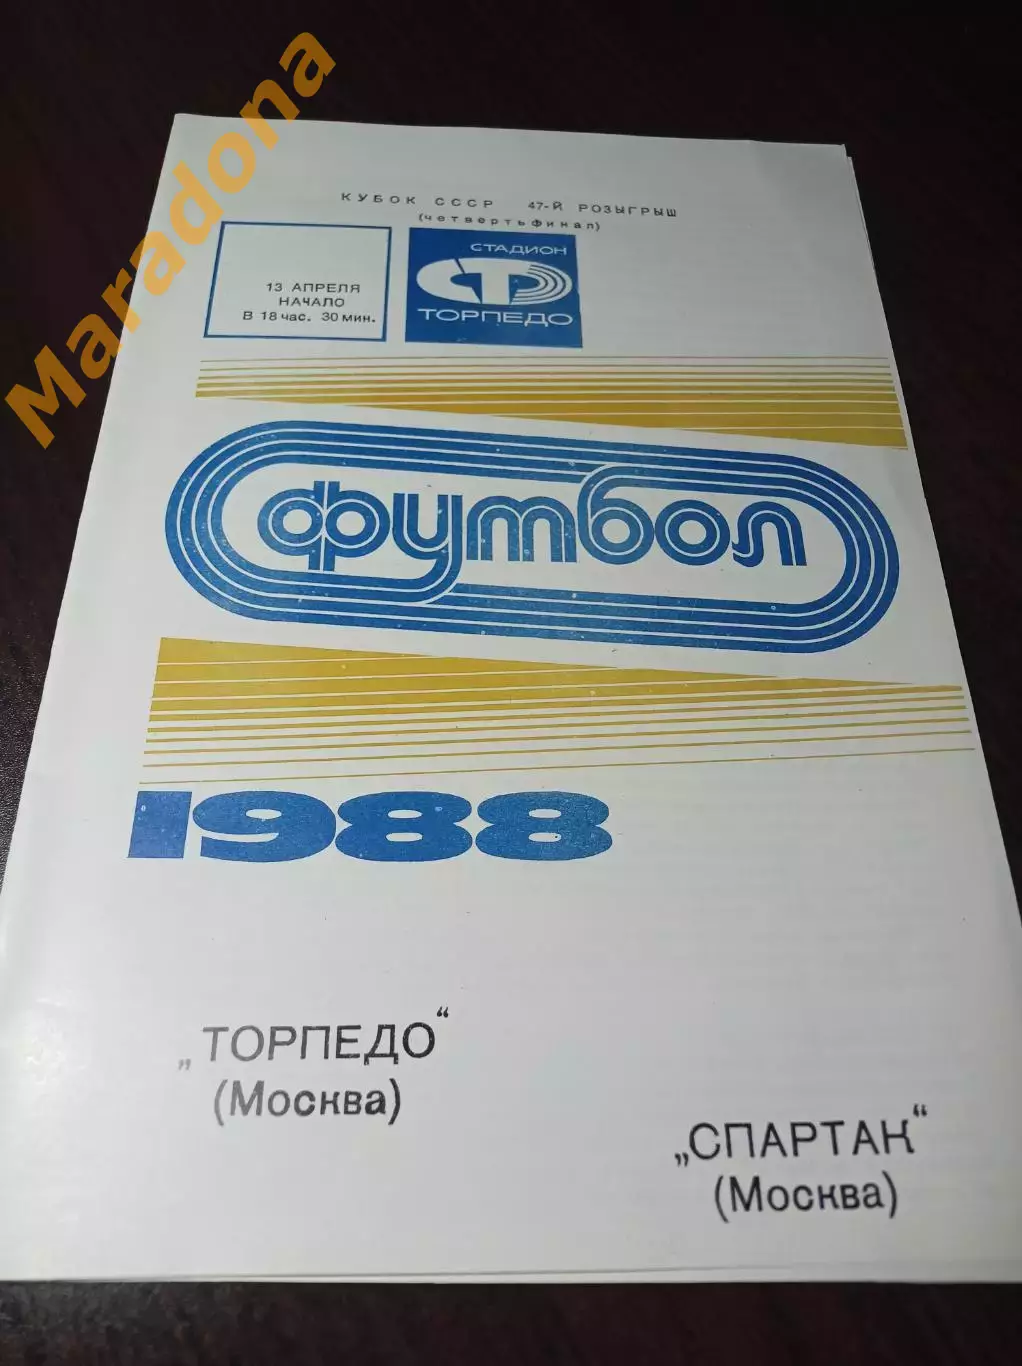 Maradona
КУБОК СССР 47-Й РОЗЫГРЫШ
(четвертьфинал)
13 АПРЕЛЯ
НАЧАЛО
В 18 час. 30 мин.
СТАДИОН
Т
ТОРПЕДО
футбол
1988
„ТОРПЕДО“
(Москва)
„СПАРТАК“
(Москва)